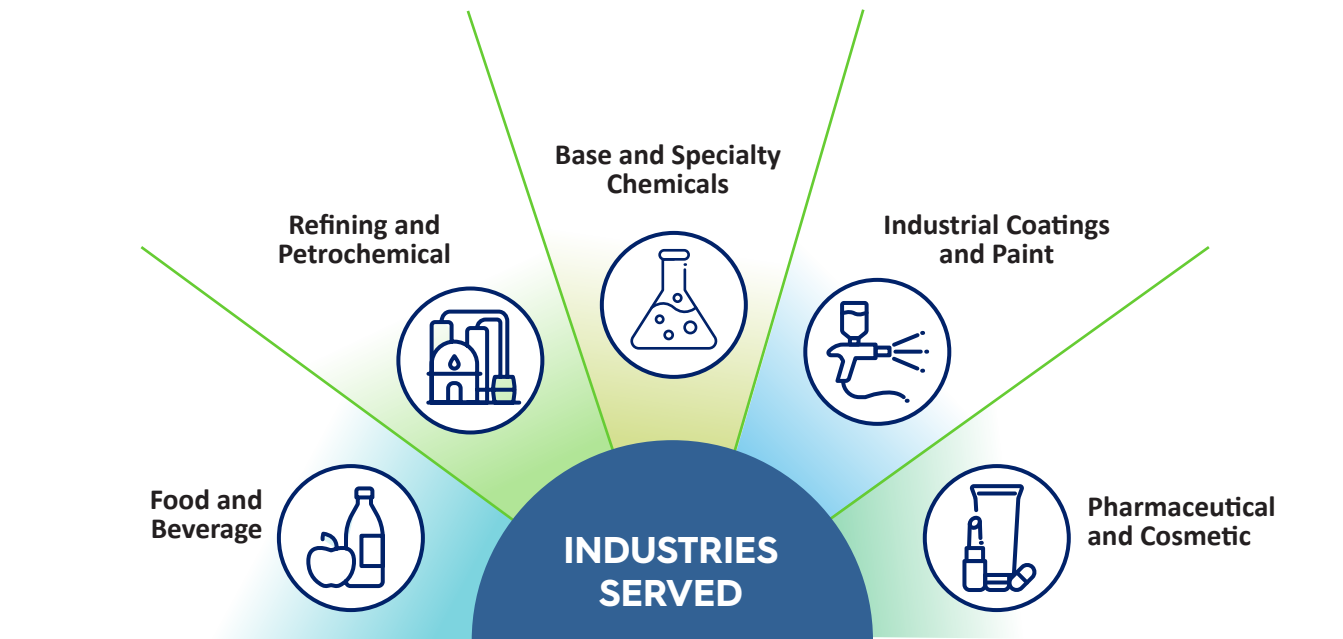 Base and Specialty
Chemicals
Refining and
Petrochemical
Industrial Coatings
and Paint
Food and
Beverage
Pharmaceutical
and Cosmetic
INDUSTRIES
SERVED